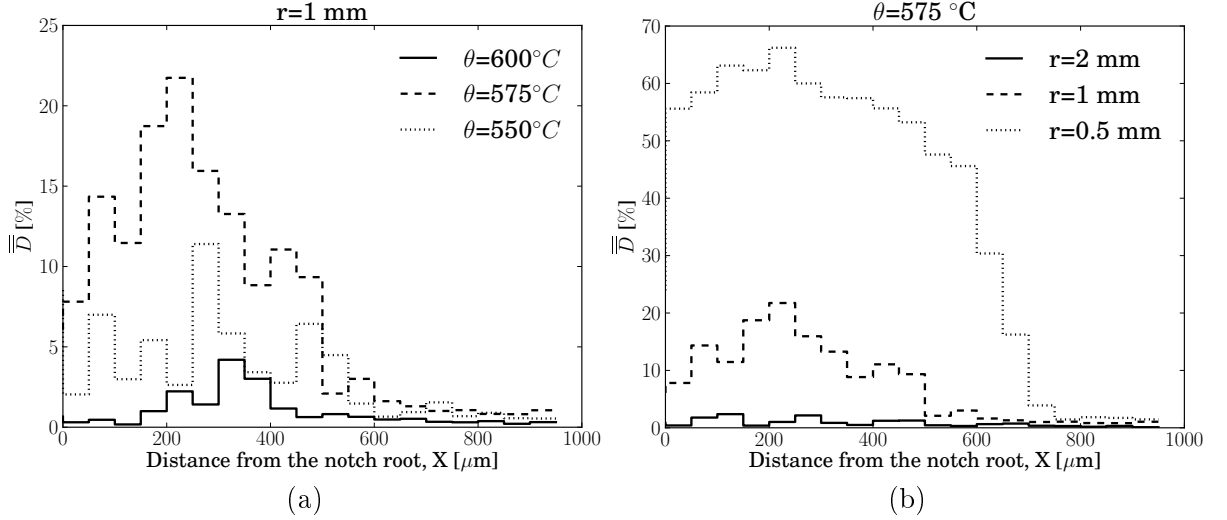 r=1 mm
25
20
15
10
5
0
D [%]
θ=600°C
θ=575°C
θ=550°C
0 200 400 600 800 1000
Distance from the notch root, X [μm]
(a)
θ=575 °C
70
60
50
40
30
20
10
0
D [%]
r=2 mm
r=1 mm
r=0.5 mm
0 200 400 600 800 1000
Distance from the notch root, X [μm]
(b)